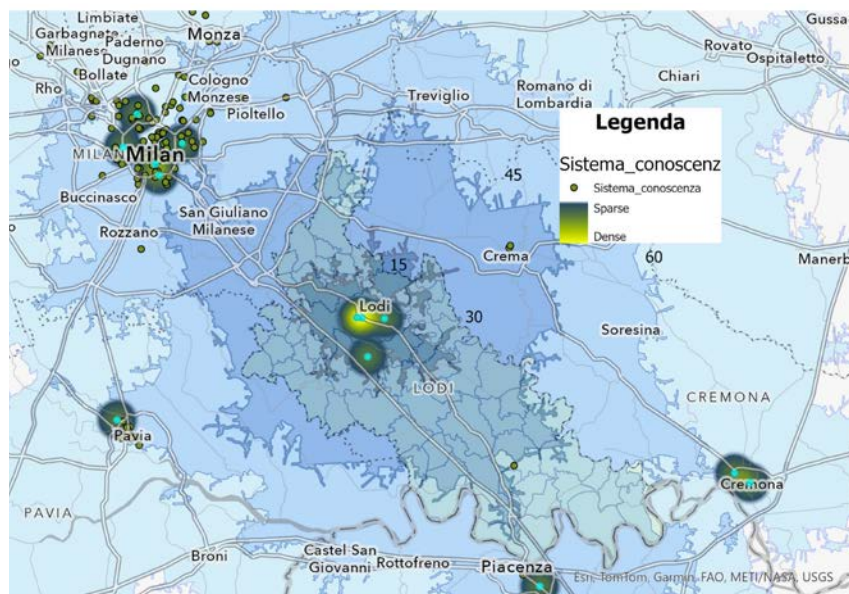 Limbiate
Garbagnate
Milanese
Paderno
Dugnano
Bollate
Rho
Monza
Cologno
Monzese
Pioltello
MILAN
Milan
Buccinasco
Rozzano
San Giuliano
Milanese
Treviglio
Romano di
Lombardia
Chiari
Rovato
Ospitaletto
Gussa
Legenda
Sistema_conoscenz
Sistema_conoscenza
Sparse
Dense
45
60
Manerb
Crema
15
Lodi
30
Soresina
LODI
CREMONA
Cremona
Pavia
PAVIA
Broni
Castel San
Giovanni
Rottofreno
Piacenza
Esri, TomTom, Garmin, FAO, METI/NASA, USGS